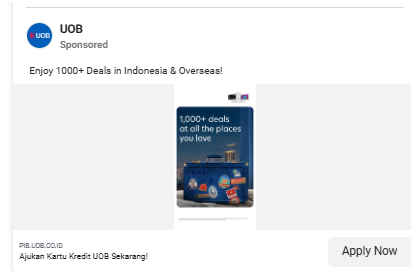 UOB
UOB
Sponsored
Enjoy 1000+ Deals in Indonesia & Overseas!
1,000+ deals
at all the places
you love
PIB.UOB.CO.ID
Ajukan Kartu Kredit UOB Sekarang!
Apply Now